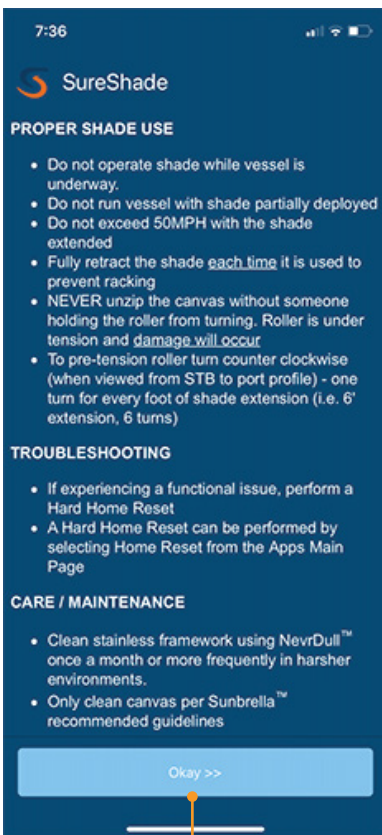 7:36
SureShade
PROPER SHADE USE
• Do not operate shade while vessel is
underway.
• Do not run vessel with shade partially deployed
• Do not exceed 50MPH with the shade
extended
• Fully retract the shade each time it is used to
prevent racking
• NEVER unzip the canvas without someone
holding the roller from turning. Roller is under
tension and damage will occur
• To pre-tension roller turn counter clockwise
(when viewed from STB to port profile) - one
turn for every foot of shade extension (i.e. 6'
extension, 6 turns)
TROUBLESHOOTING
• If experiencing a functional issue, perform a
Hard Home Reset
• A Hard Home Reset can be performed by
selecting Home Reset from the Apps Main
Page
CARE / MAINTENANCE
• Clean stainless framework using NevrDull™
once a month or more frequently in harsher
environments.
• Only clean canvas per Sunbrella™
recommended guidelines
Okay >>